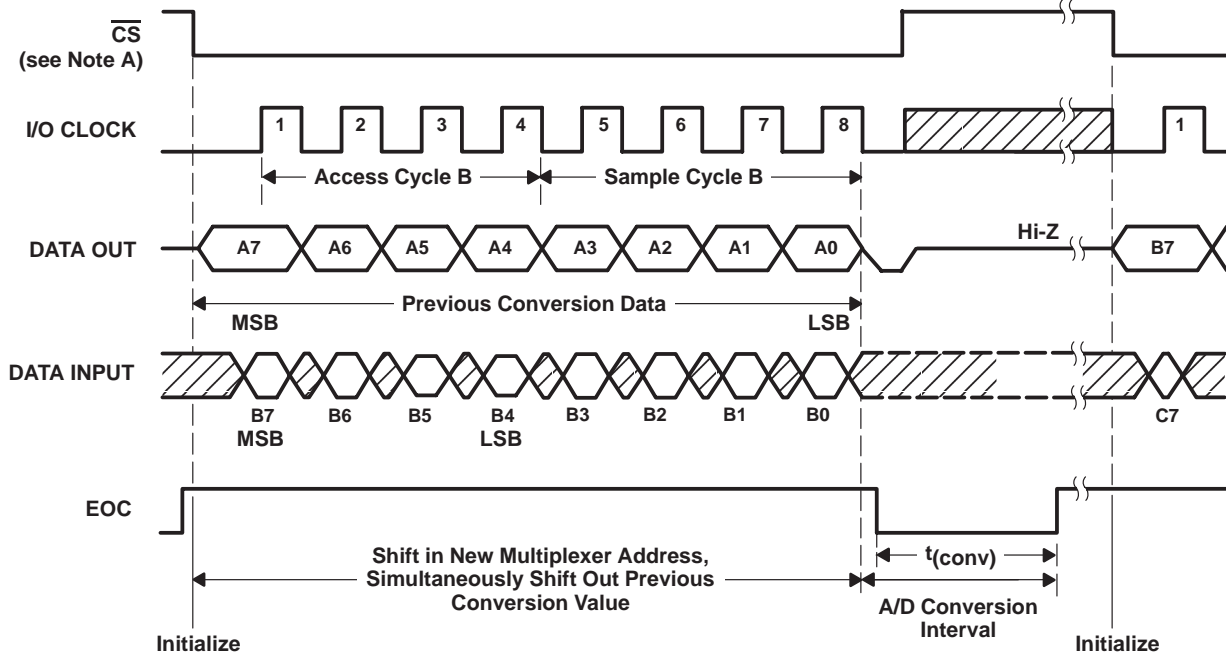 CS
(see Note A)
I/O CLOCK
1 2 3 4 5 6 7 8 1
Access Cycle B Sample Cycle B
DATA OUT
A7 A6 A5 A4 A3 A2 A1 A0 Hi-Z B7
Previous Conversion Data
MSB LSB
DATA INPUT
B7 B6 B5 B4 B3 B2 B1 B0 C7
MSB LSB
EOC
Shift in New Multiplexer Address,
Simultaneously Shift Out Previous
Conversion Value
t(conv)
A/D Conversion
Interval
Initialize Initialize